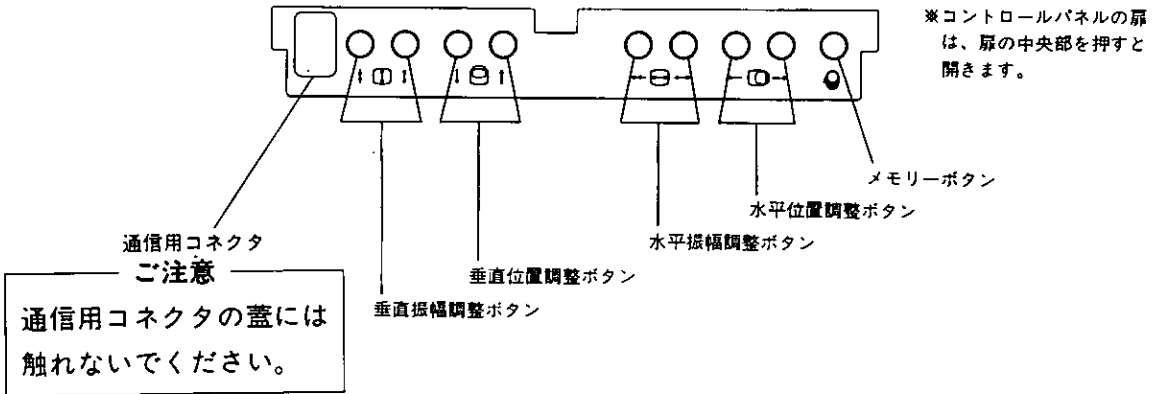 ※コントロールパネルの扉
は、扉の中央部を押すと
開きます。
メモリーボタン
水平位置調整ボタン
水平振幅調整ボタン
通信用コネクタ
垂直位置調整ボタン
垂直振幅調整ボタン
ご注意
通信用コネクタの蓋には
触れないでください。